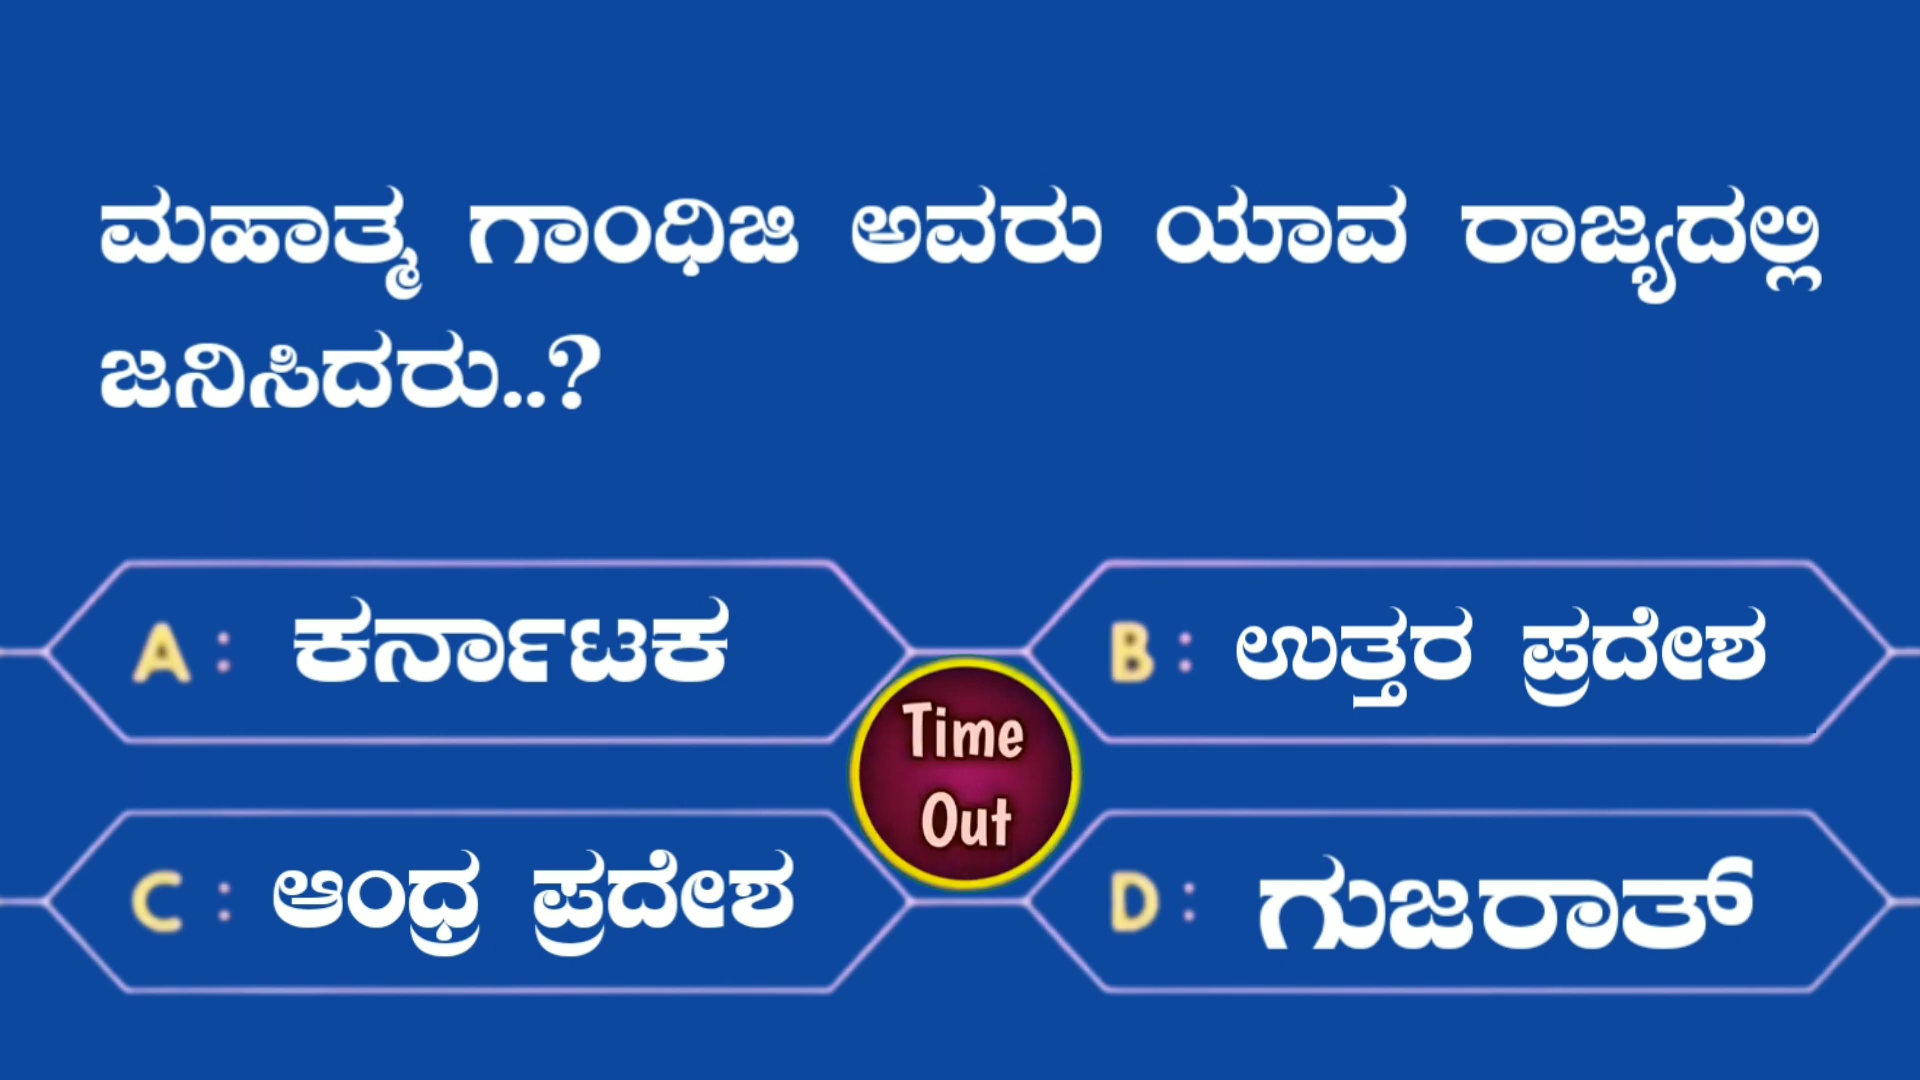 ಮಹಾತ್ಮ ಗಾಂಧಿಜಿ ಅವರು ಯಾವ ರಾಜ್ಯದಲ್ಲಿ
ಜನಿಸಿದರು..?
A : ಕರ್ನಾಟಕ
B : ಉತ್ತರ ಪ್ರದೇಶ
Time
Out
C : ಆಂಧ್ರ ಪ್ರದೇಶ
D : ಗುಜರಾತ್